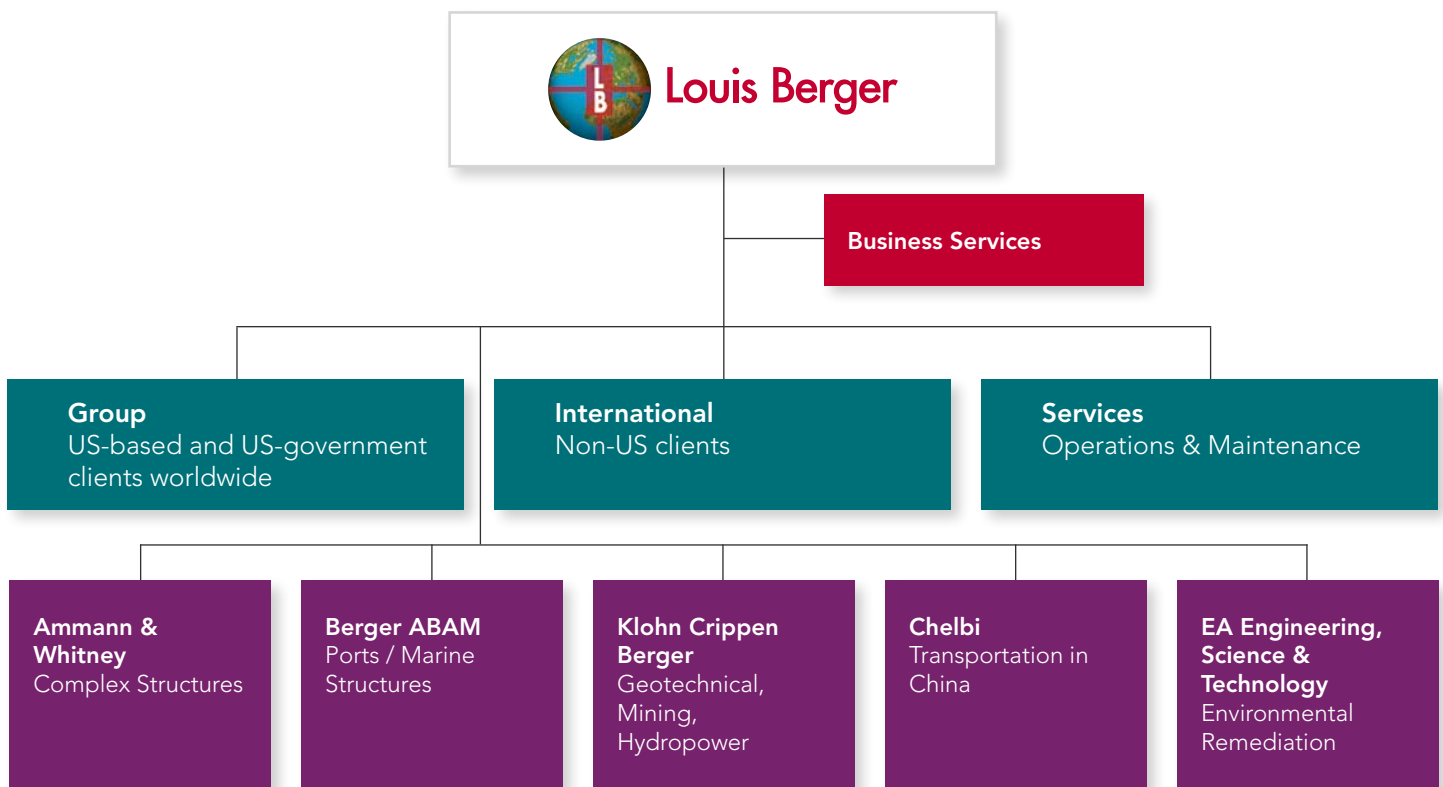 L
B
Louis Berger
Business Services
Group
US-based and US-government
clients worldwide
International
Non-US clients
Services
Operations & Maintenance
Ammann &
Whitney
Complex Structures
Berger ABAM
Ports / Marine
Structures
Klohn Crippen
Berger
Geotechnical,
Mining,
Hydropower
Chelbi
Transportation in
China
EA Engineering,
Science &
Technology
Environmental
Remediation